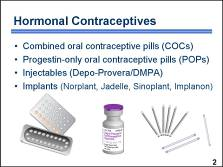 Hormonal Contraceptives
• Combined oral contraceptive pills (COCs)
• Progestin-only oral contraceptive pills (POPs)
• Injectables (Depo-Provera/DMPA)
• Implants (Norplant, Jadelle, Sinoplant, Implanon)
2